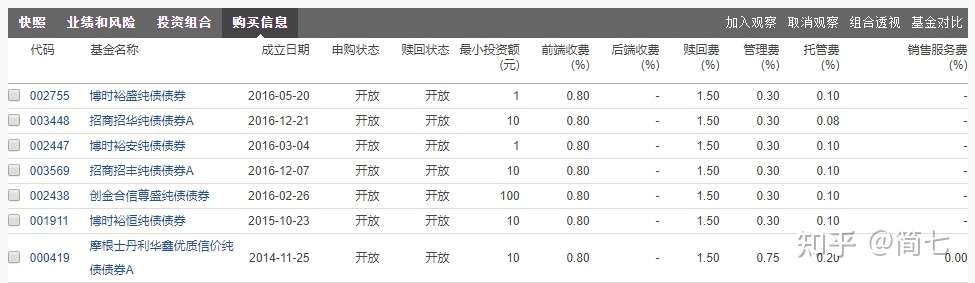 快照 业绩和风险 投资组合 购买信息 加入观察 取消观察 组合透视 基金对比
代码 基金名称 成立日期 申购状态 赎回状态 最小投资额 前端收费 后端收费 赎回费 管理费 托管费 销售服务费
(元) (%) (%) (%) (%) (%) (%)
002755 博时裕盛纯债债券 2016-05-20 开放 开放 1 0.80 - 1.50 0.30 0.10 -
003448 招商招华纯债债券A 2016-12-21 开放 开放 10 0.80 - 1.50 0.30 0.08 -
002447 博时裕安纯债债券 2016-03-04 开放 开放 1 0.80 - 1.50 0.30 0.10 -
003569 招商招丰纯债债券A 2016-12-07 开放 开放 10 0.80 - 1.50 0.30 0.10 -
002438 创金合信尊盛纯债债券 2016-02-26 开放 开放 100 0.80 - 1.50 0.30 0.10 -
001911 博时裕恒纯债债券 2015-10-23 开放 开放 10 0.80 - 1.50 0.30 0.10 -
摩根士丹利华鑫优质信价纯
000419 2014-11-25 开放 开放 10 0.80 - 1.50 0.75 0.20 0.00
债债券A
知乎 @简七